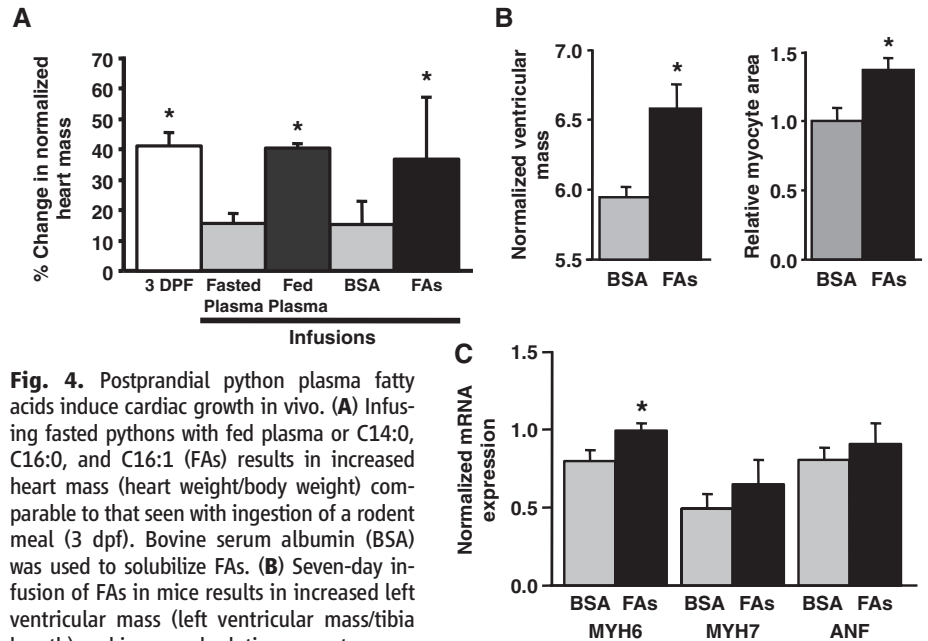 A
% Change in normalized
heart mass
70
60
50
40
30
20
10
0
*
*
*
3 DPF
Fasted
Plasma
Fed
Plasma
BSA
FAs
Infusions
B
Normalized ventricular
mass
7.0
6.5
6.0
5.5
*
BSA
FAs
Relative myocyte area
1.5
1.0
0.5
0.0
*
BSA
FAs
C
Normalized mRNA
expression
1.5
1.0
0.5
0.0
*
BSA FAs
BSA FAs
BSA FAs
MYH6
MYH7
ANF
Fig. 4. Postprandial python plasma fatty
acids induce cardiac growth in vivo. (A) Infus-
ing fasted pythons with fed plasma or C14:0,
C16:0, and C16:1 (FAs) results in increased
heart mass (heart weight/body weight) com-
parable to that seen with ingestion of a rodent
meal (3 dpf). Bovine serum albumin (BSA)
was used to solubilize FAs. (B) Seven-day in-
fusion of FAs in mice results in increased left
ventricular mass (left ventricular mass/tibia